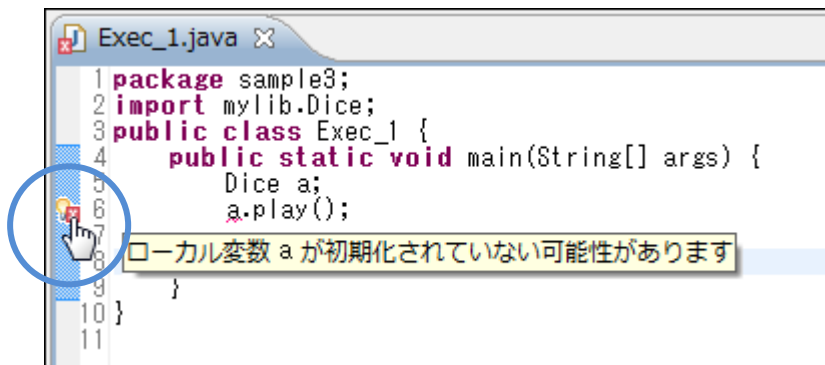 Exec_1.java
1 package sample3;
2 import mylib.Dice;
3 public class Exec_1 {
4 public static void main(String[] args) {
5 Dice a;
6 a.play();
7
ローカル変数 a が初期化されていない可能性があります
8
9 }
10 }
11